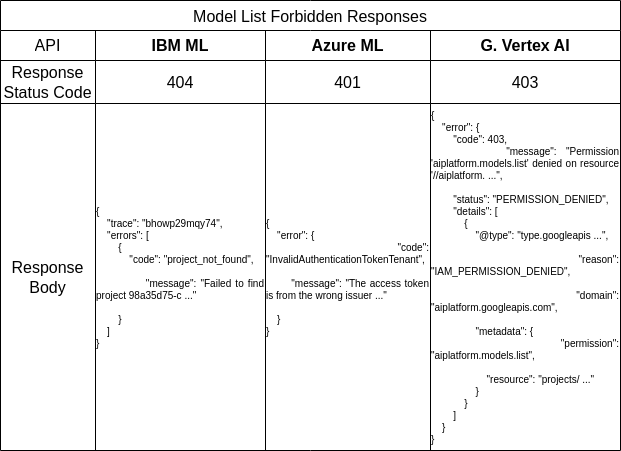 Model List Forbidden Responses
API
IBM ML
Azure ML
G. Vertex AI
Response
Status Code
404
401
403
Response
Body
{
"trace": "bhowp29mqy74",
"errors": [
{
"code": "project_not_found",
"message": "Failed to find
project 98a35d75-c ..."
}
]
}
{
"error": {
"code":
"InvalidAuthenticationTokenTenant",
"message": "The access token
is from the wrong issuer ..."
}
}
{
"error": {
"code": 403,
"message": "Permission
'aiplatform.models.list' denied on resource
'//aiplatform. ...",
"status": "PERMISSION_DENIED",
"details": [
{
"@type": "type.googleapis ...",
"reason":
"IAM_PERMISSION_DENIED",
"domain":
"aiplatform.googleapis.com",
"metadata": {
"permission":
"aiplatform.models.list",
"resource": "projects/ ..."
}
}
]
}
}